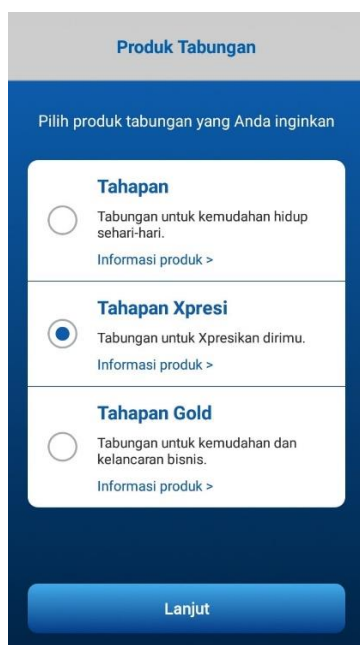 Produk Tabungan
Pilih produk tabungan yang Anda inginkan
Tahapan
Tabungan untuk kemudahan hidup
sehari-hari.
Informasi produk >
Tahapan Xpresi
Tabungan untuk Xpresikan dirimu.
Informasi produk >
Tahapan Gold
Tabungan untuk kemudahan dan
kelancaran bisnis.
Informasi produk >
Lanjut